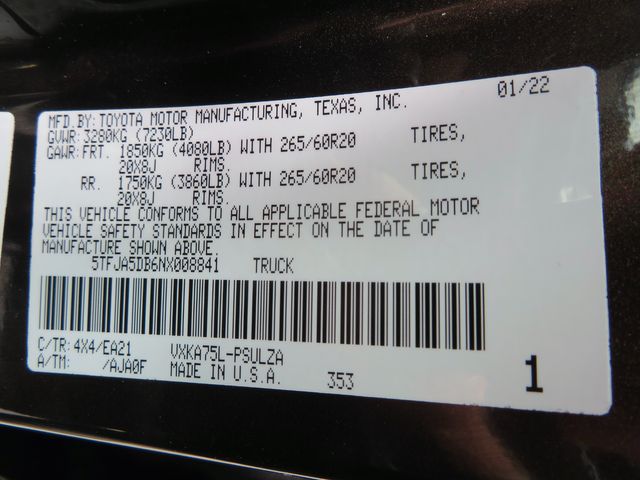 MFD.BY: TOYOTA MOTOR MANUFACTURING, TEXAS, INC. 01/22
GVWR: 3280KG (7230LB)
GAWR: FRT. 1850KG (4080LB) WITH 265/60R20 TIRES,
20X8J RIMS.
RR. 1750KG (3860LB) WITH 265/60R20 TIRES,
20X8J RIMS.
THIS VEHICLE CONFORMS TO ALL APPLICABLE FEDERAL MOTOR
VEHICLE SAFETY STANDARDS IN EFFECT ON THE DATE OF
MANUFACTURE SHOWN ABOVE.
5TFJA5DB6NX008841 TRUCK
C/TR: 4X4/EA21 VXKA75L-PSULZA
A/TM: /AJA0F MADE IN U.S.A. 353 1